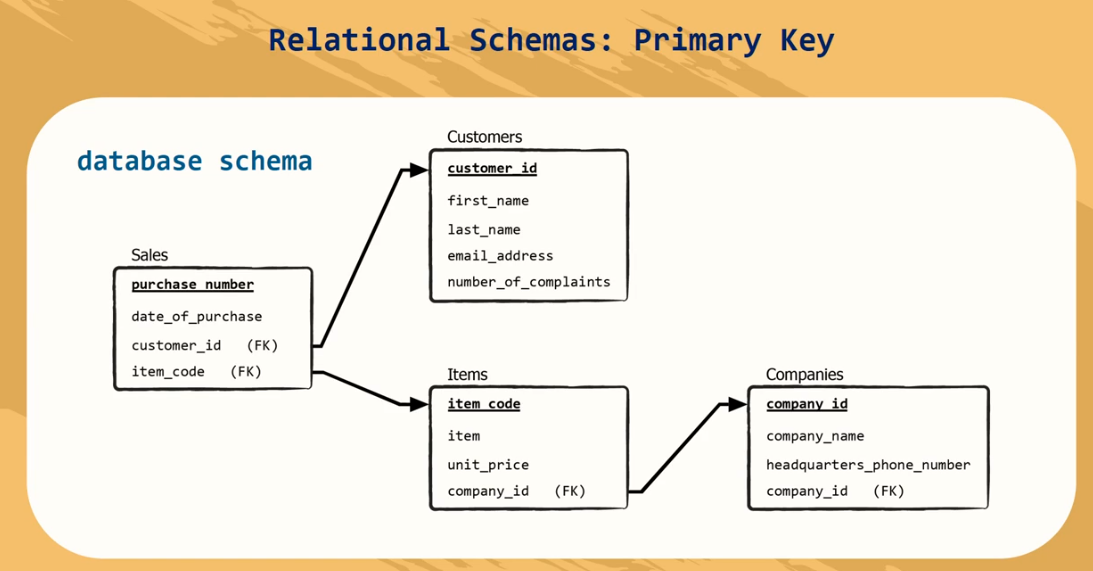 Relational Schemas: Primary Key
database schema
Customers
customer_id
first_name
last_name
email_address
number_of_complaints
Sales
purchase_number
date_of_purchase
customer_id (FK)
item_code (FK)
Items
item_code
item
unit_price
company_id (FK)
Companies
company_id
company_name
headquarters_phone_number
company_id (FK)